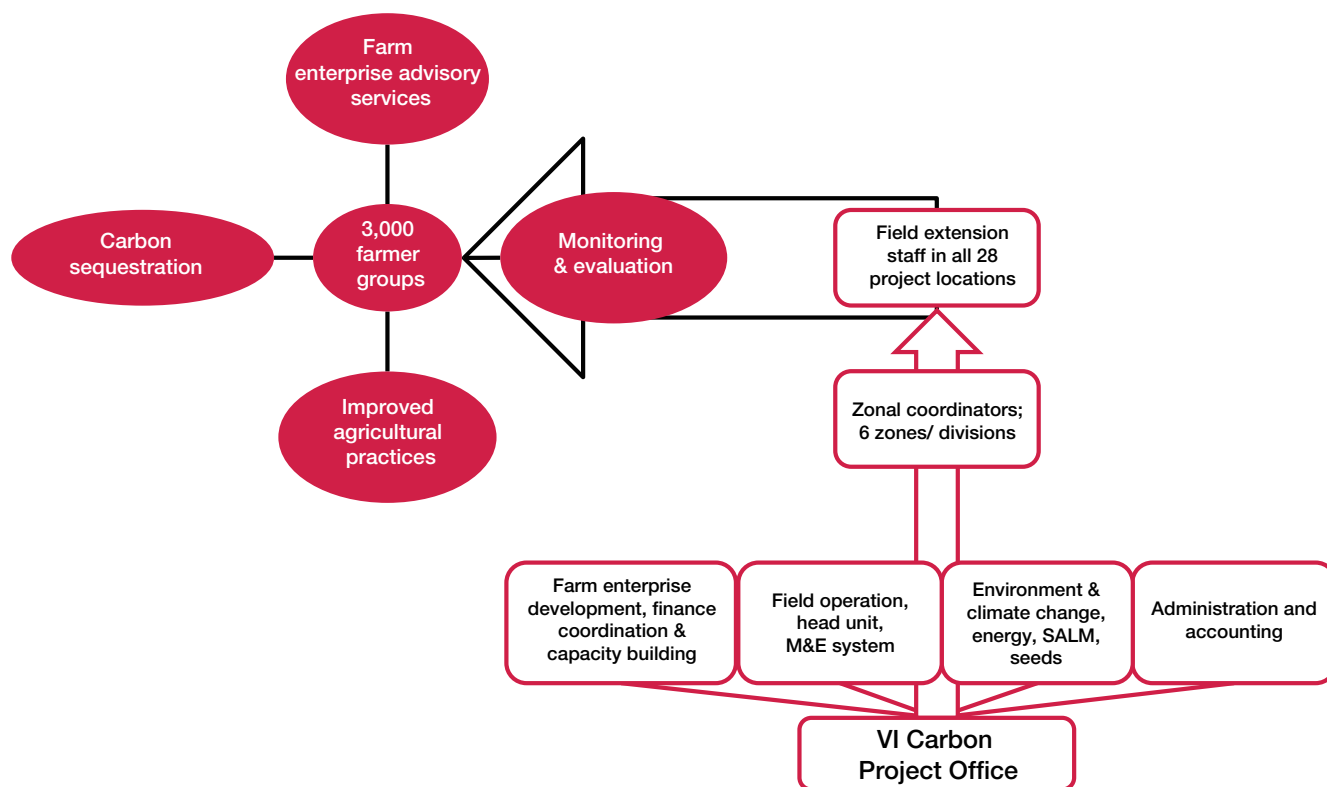 Farm
enterprise advisory
services
Carbon
sequestration
3,000
farmer
groups
Monitoring
& evaluation
Field extension
staff in all 28
project locations
Improved
agricultural
practices
Zonal coordinators;
6 zones/ divisions
Farm enterprise
development, finance
coordination &
capacity building
Field operation,
head unit,
M&E system
Environment &
climate change,
energy, SALM,
seeds
Administration and
accounting
VI Carbon
Project Office